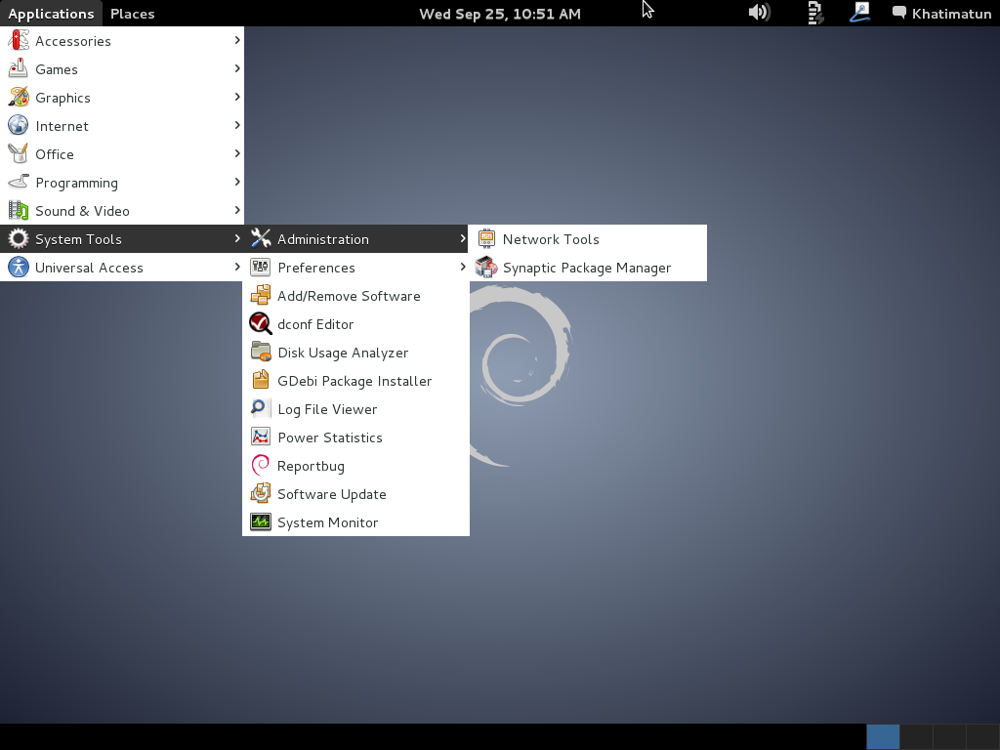 Applications Places Wed Sep 25, 10:51 AM Khatimatun
Accessories
Games
Graphics
Internet
Office
Programming
Sound & Video
System Tools
Universal Access
Administration
Preferences
Add/Remove Software
dconf Editor
Disk Usage Analyzer
GDebi Package Installer
Log File Viewer
Power Statistics
Reportbug
Software Update
System Monitor
Network Tools
Synaptic Package Manager